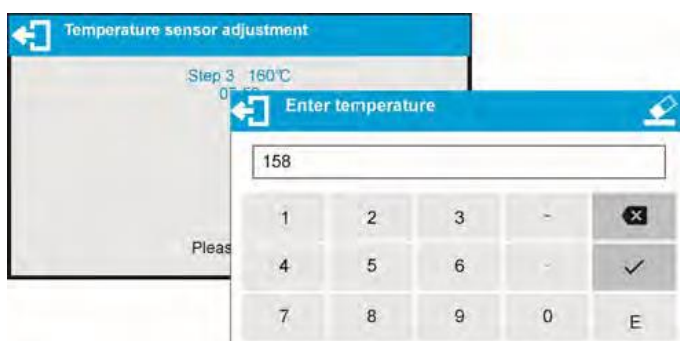 Temperature sensor adjustment
Step 3 160°C
Enter temperature
158
1 2 3 -
Pleas
4 5 6 .
7 8 9 0 E